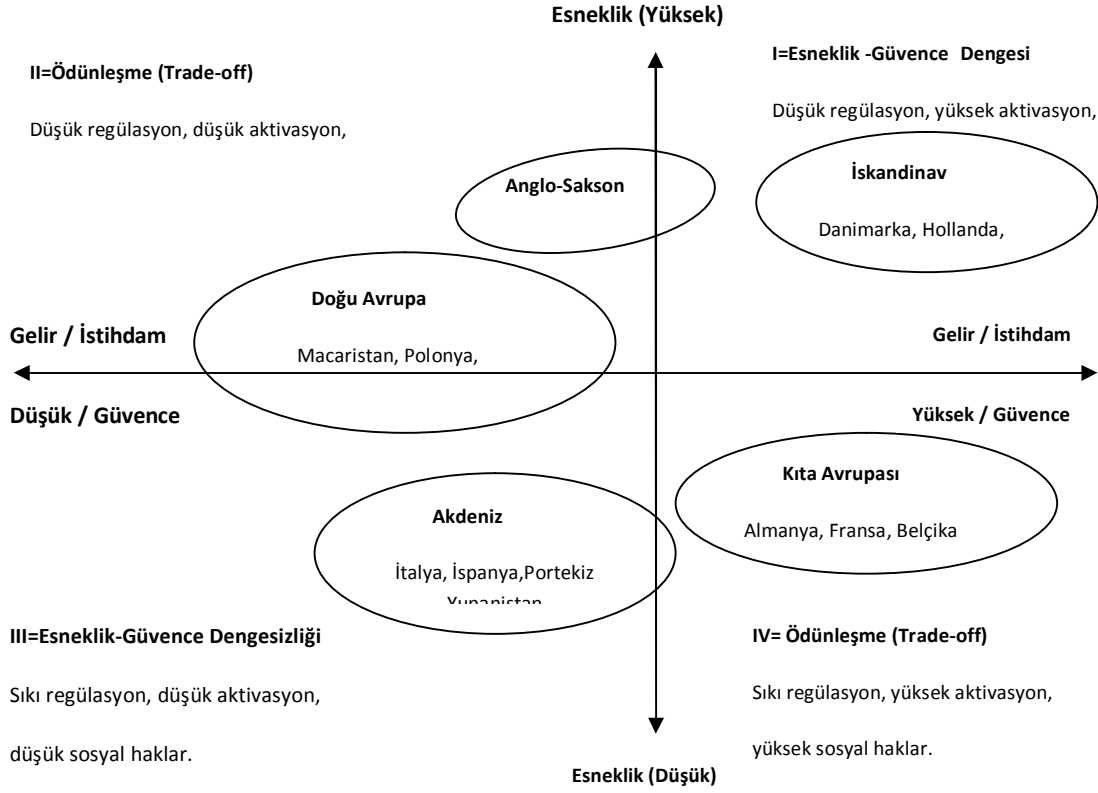 Esneklik (Yüksek)
II=Ödünleşme (Trade-off)
Düşük regülasyon, düşük aktivasyon,
I=Esneklik -Güvence Dengesi
Düşük regülasyon, yüksek aktivasyon,
Anglo-Sakson
İskandinav
Danimarka, Hollanda,
Doğu Avrupa
Macaristan, Polonya,
Gelir / İstihdam
Düşük / Güvence
Gelir / İstihdam
Yüksek / Güvence
Akdeniz
İtalya, İspanya,Portekiz
Yunanistan
Kıta Avrupası
Almanya, Fransa, Belçika
III=Esneklik-Güvence Dengesizliği
Sıkı regülasyon, düşük aktivasyon,
düşük sosyal haklar.
IV= Ödünleşme (Trade-off)
Sıkı regülasyon, yüksek aktivasyon,
yüksek sosyal haklar.
Esneklik (Düşük)